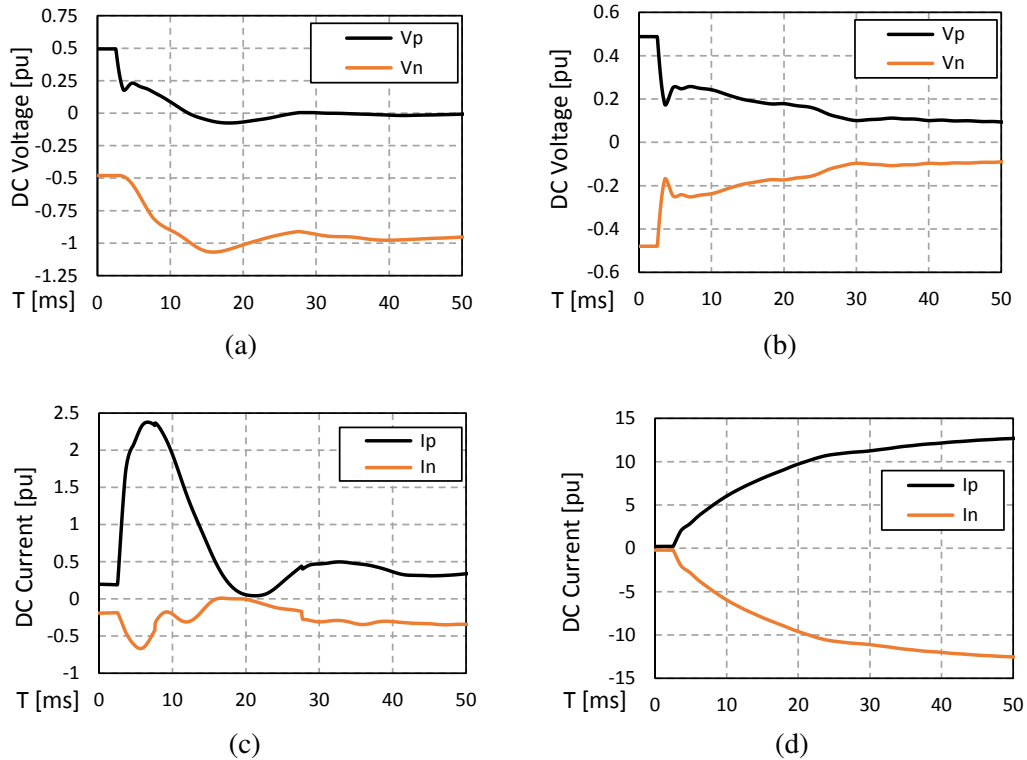 DC Voltage [pu]
0.75
0.5
0.25
0
-0.25
-0.5
-0.75
-1
-1.25
Vp
Vn
T [ms]
0 10 20 30 40 50
(a)
DC Voltage [pu]
0.6
0.4
0.2
0
-0.2
-0.4
-0.6
Vp
Vn
T [ms]
0 10 20 30 40 50
(b)
DC Current [pu]
2.5
2
1.5
1
0.5
0
-0.5
-1
Ip
In
T [ms]
0 10 20 30 40 50
(c)
DC Current [pu]
15
10
5
0
-5
-10
-15
Ip
In
T [ms]
0 10 20 30 40 50
(d)